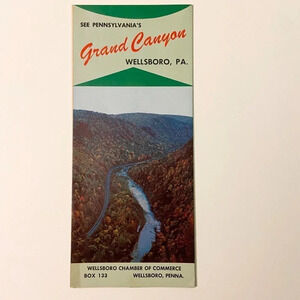 SEE PENNSYLVANIA'S
Grand Canyon
WELLSBORO, PA.
WELLSBORO CHAMBER OF COMMERCE
BOX 133 WELLSBORO, PENNA.